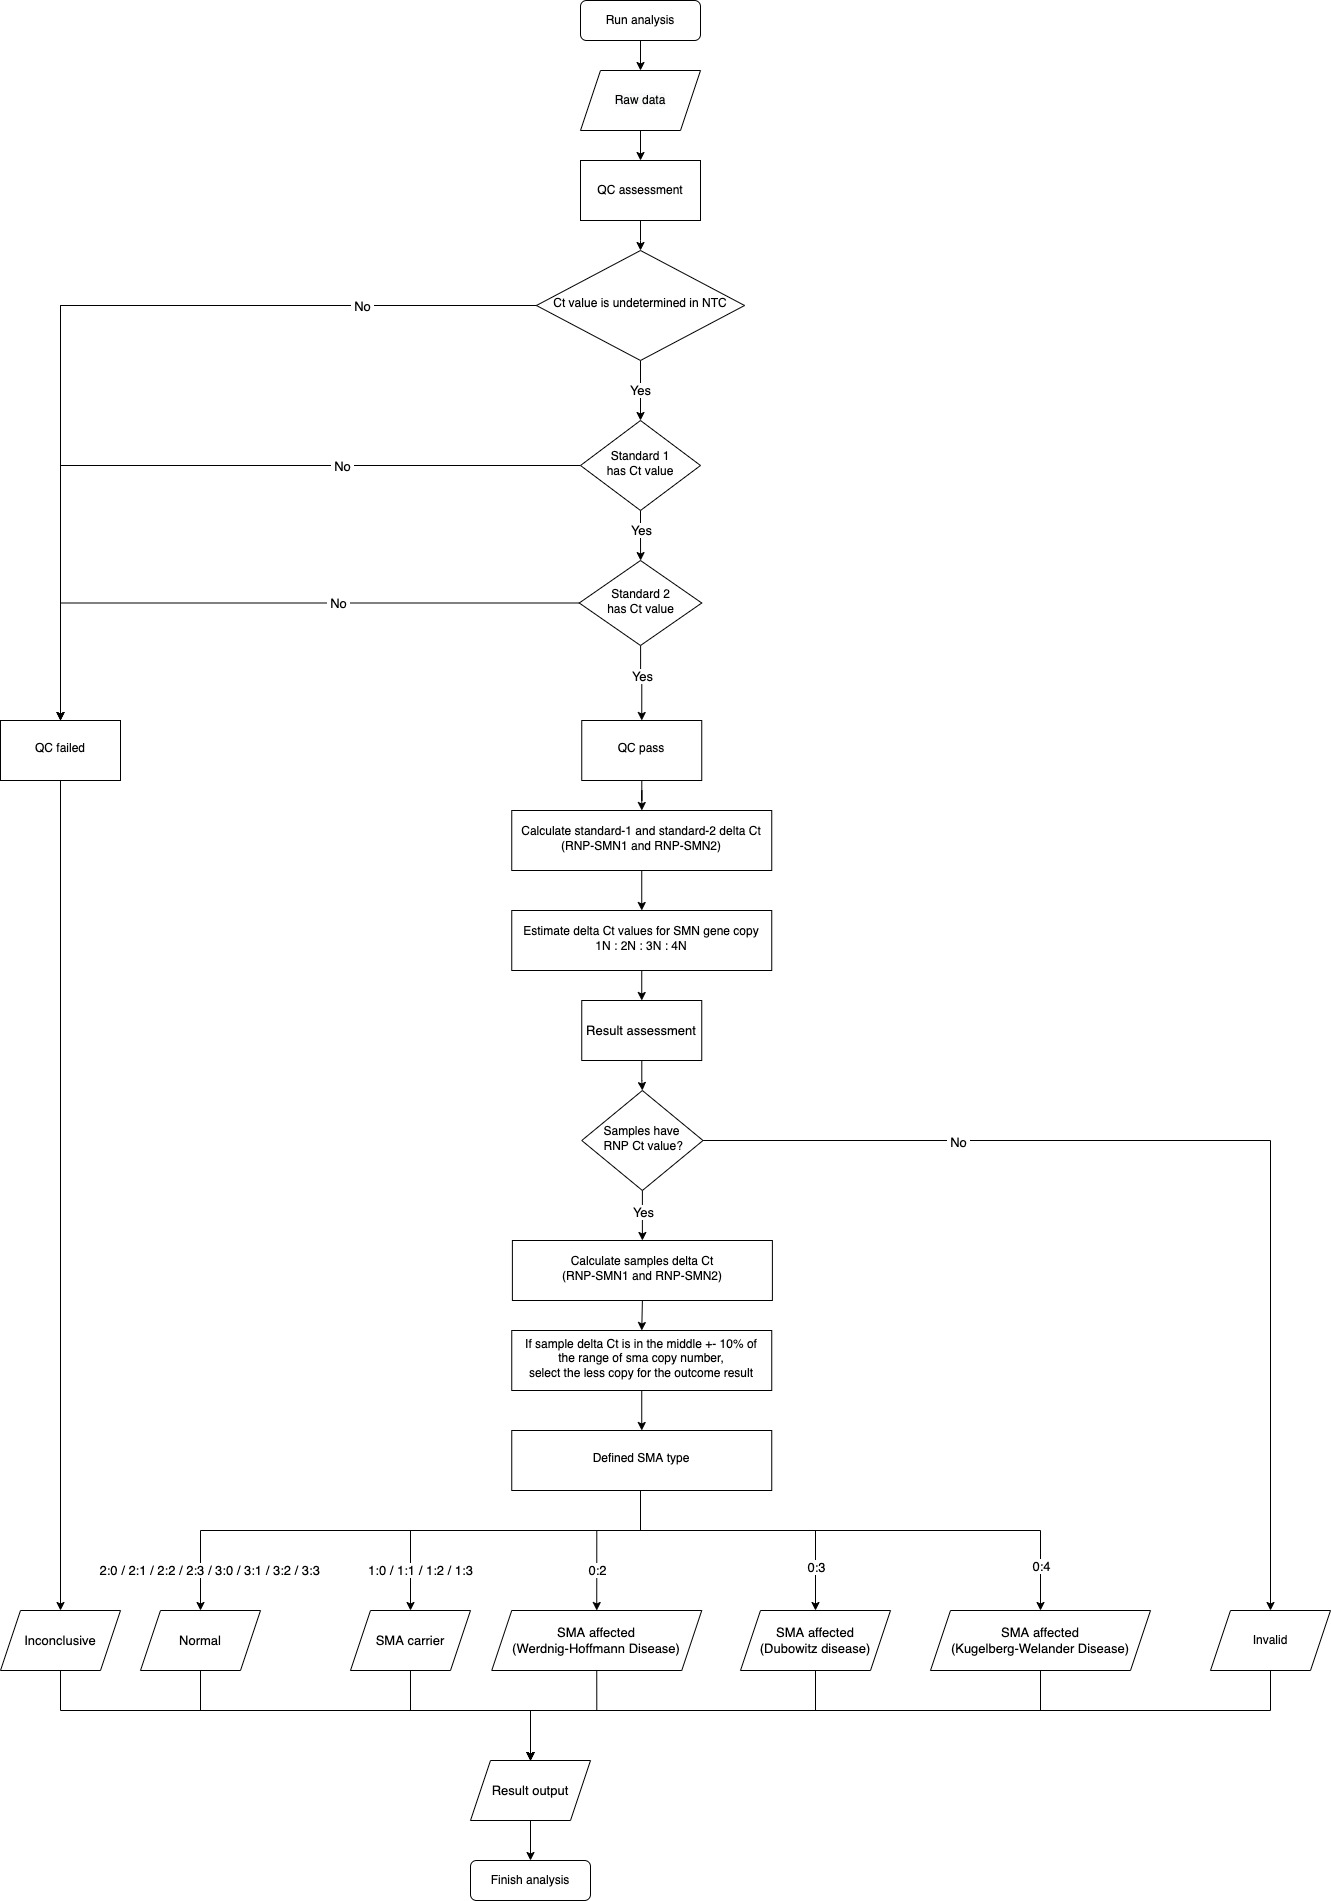 Run analysis
Raw data
QC assessment
Ct value is undetermined in NTC
No
Yes
Standard 1
has Ct value
No
Yes
Standard 2
has Ct value
No
Yes
QC failed
QC pass
Calculate standard-1 and standard-2 delta Ct
(RNP-SMN1 and RNP-SMN2)
Estimate delta Ct values for SMN gene copy
1N : 2N : 3N : 4N
Result assessment
Samples have
RNP Ct value?
No
Yes
Calculate samples delta Ct
(RNP-SMN1 and RNP-SMN2)
If sample delta Ct is in the middle +- 10% of
the range of sma copy number,
select the less copy for the outcome result
Defined SMA type
2:0 / 2:1 / 2:2 / 2:3 / 3:0 / 3:1 / 3:2 / 3:3
1:0 / 1:1 / 1:2 / 1:3
0:2
0:3
0:4
Inconclusive
Normal
SMA carrier
SMA affected
(Werdnig-Hoffmann Disease)
SMA affected
(Dubowitz disease)
SMA affected
(Kugelberg-Welander Disease)
Invalid
Result output
Finish analysis